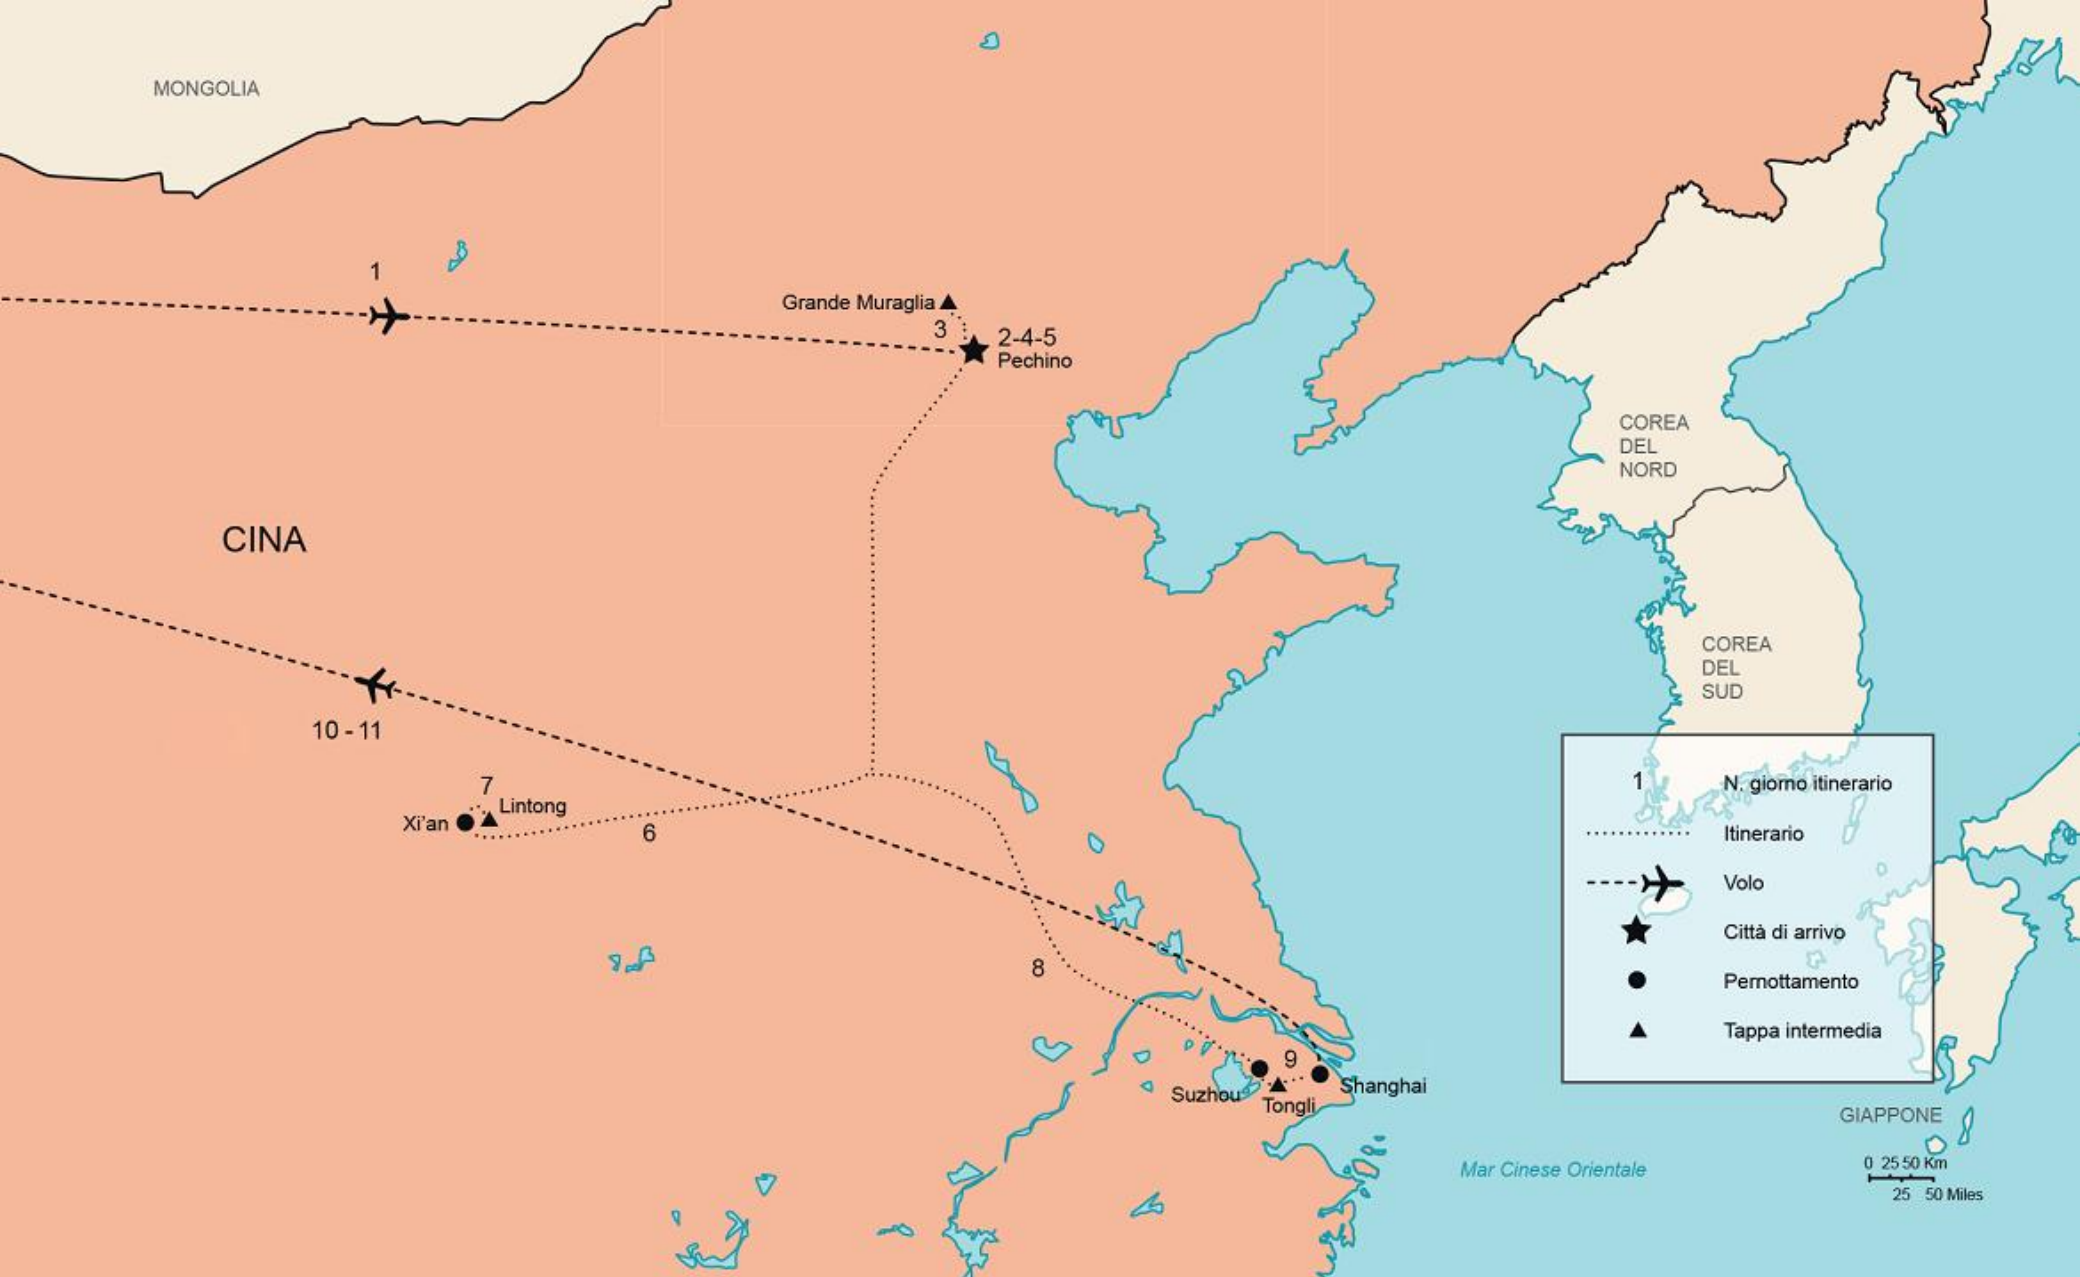 MONGOLIA
1
Grande Muraglia
3
2-4-5
Pechino
COREA
DEL
NORD
CINA
COREA
DEL
SUD
10 - 11
7
Lintong
Xi'an
6
8
9
Suzhou
Tongli
Shanghai
1 N. giorno itinerario
Itinerario
Volo
Città di arrivo
Pernottamento
Tappa intermedia
GIAPPONE
Mar Cinese Orientale
0 25 50 Km
25 50 Miles